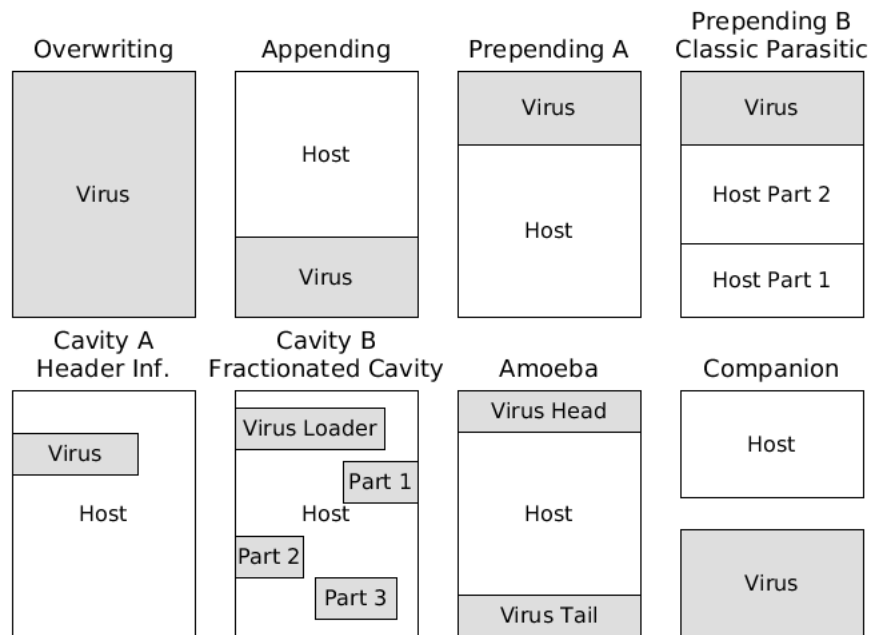 Overwriting
Virus
Appending
Host
Virus
Prepending A
Virus
Host
Prepending B
Classic Parasitic
Virus
Host Part 2
Host Part 1
Cavity A
Header Inf.
Virus
Host
Cavity B
Fractionated Cavity
Virus Loader
Part 1
Host
Part 2
Part 3
Amoeba
Virus Head
Host
Virus Tail
Companion
Host
Virus